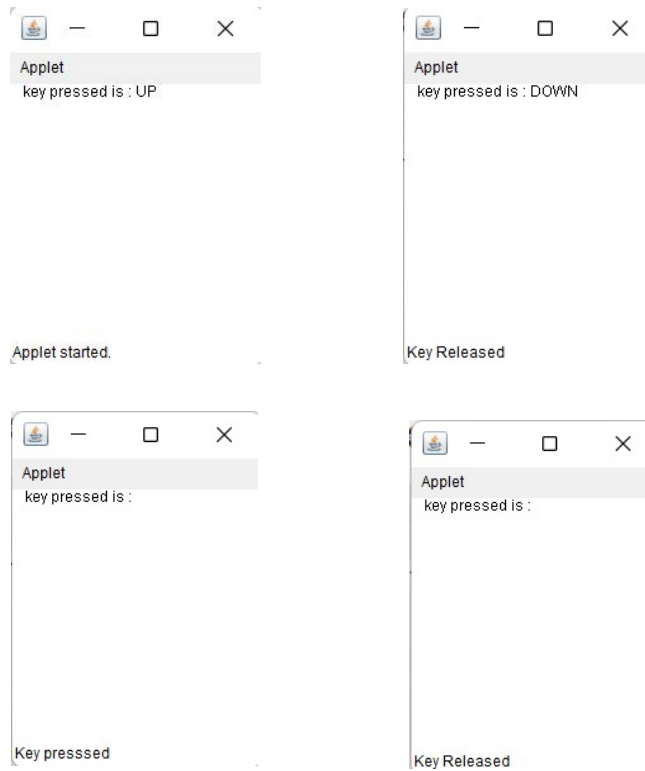 Applet
key pressed is : UP
Applet started.
Applet
key pressed is : DOWN
Key Released
Applet
key pressed is :
Key presssed
Applet
key pressed is :
Key Released